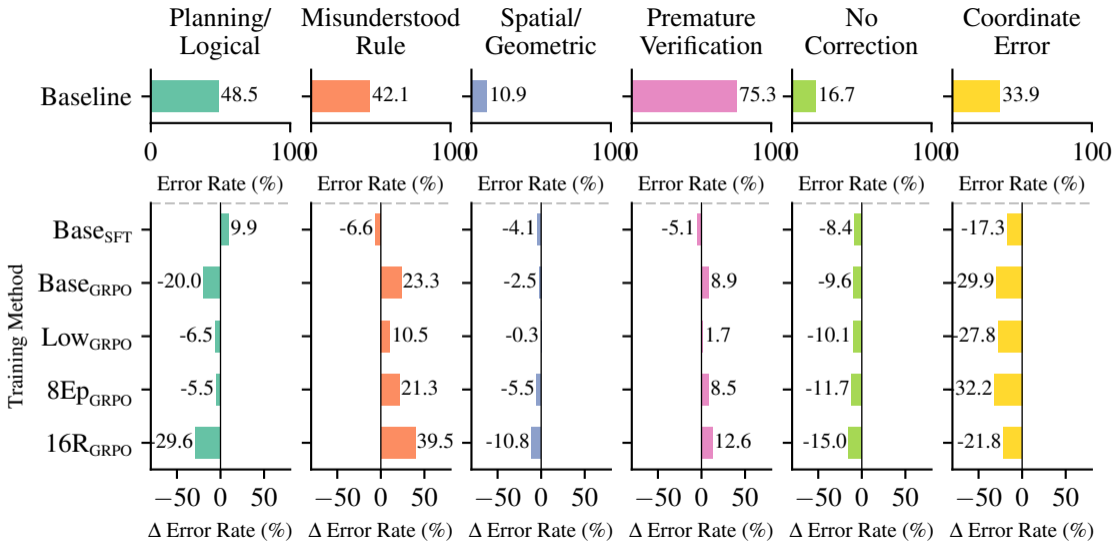 Planning/
Logical
Misunderstood
Rule
Spatial/
Geometric
Premature
Verification
No
Correction
Coordinate
Error
Baseline
48.5
42.1
10.9
75.3
16.7
33.9
0 100 0 100 0 100 0 100 0 100 0 100
Error Rate (%) Error Rate (%) Error Rate (%) Error Rate (%) Error Rate (%) Error Rate (%)
Training Method
BaseSFT 9.9 -6.6 -4.1 -5.1 -8.4 -17.3
BaseGRPO -20.0 23.3 -2.5 8.9 -9.6 -29.9
LowGRPO -6.5 10.5 -0.3 1.7 -10.1 -27.8
8EpGRPO -5.5 21.3 -5.5 8.5 -11.7 -32.2
16RGRPO -29.6 39.5 -10.8 12.6 -15.0 -21.8
−50 0 50 −50 0 50 −50 0 50 −50 0 50 −50 0 50 −50 0 50
Δ Error Rate (%) Δ Error Rate (%) Δ Error Rate (%) Δ Error Rate (%) Δ Error Rate (%) Δ Error Rate (%)